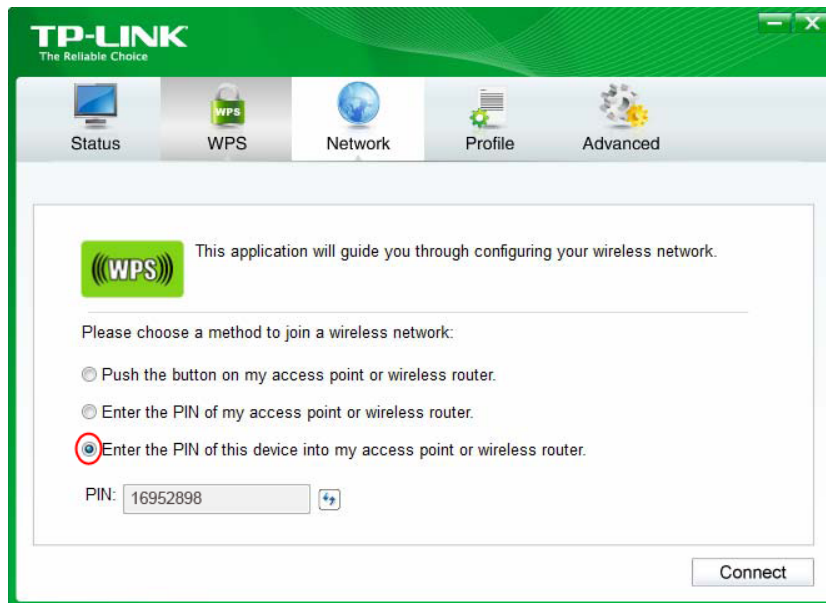 TP-LINK
The Reliable Choice
Status WPS Network Profile Advanced
WPS
This application will guide you through configuring your wireless network.
WPS
Please choose a method to join a wireless network:
Push the button on my access point or wireless router.
Enter the PIN of my access point or wireless router.
Enter the PIN of this device into my access point or wireless router.
PIN: 16952898
Connect